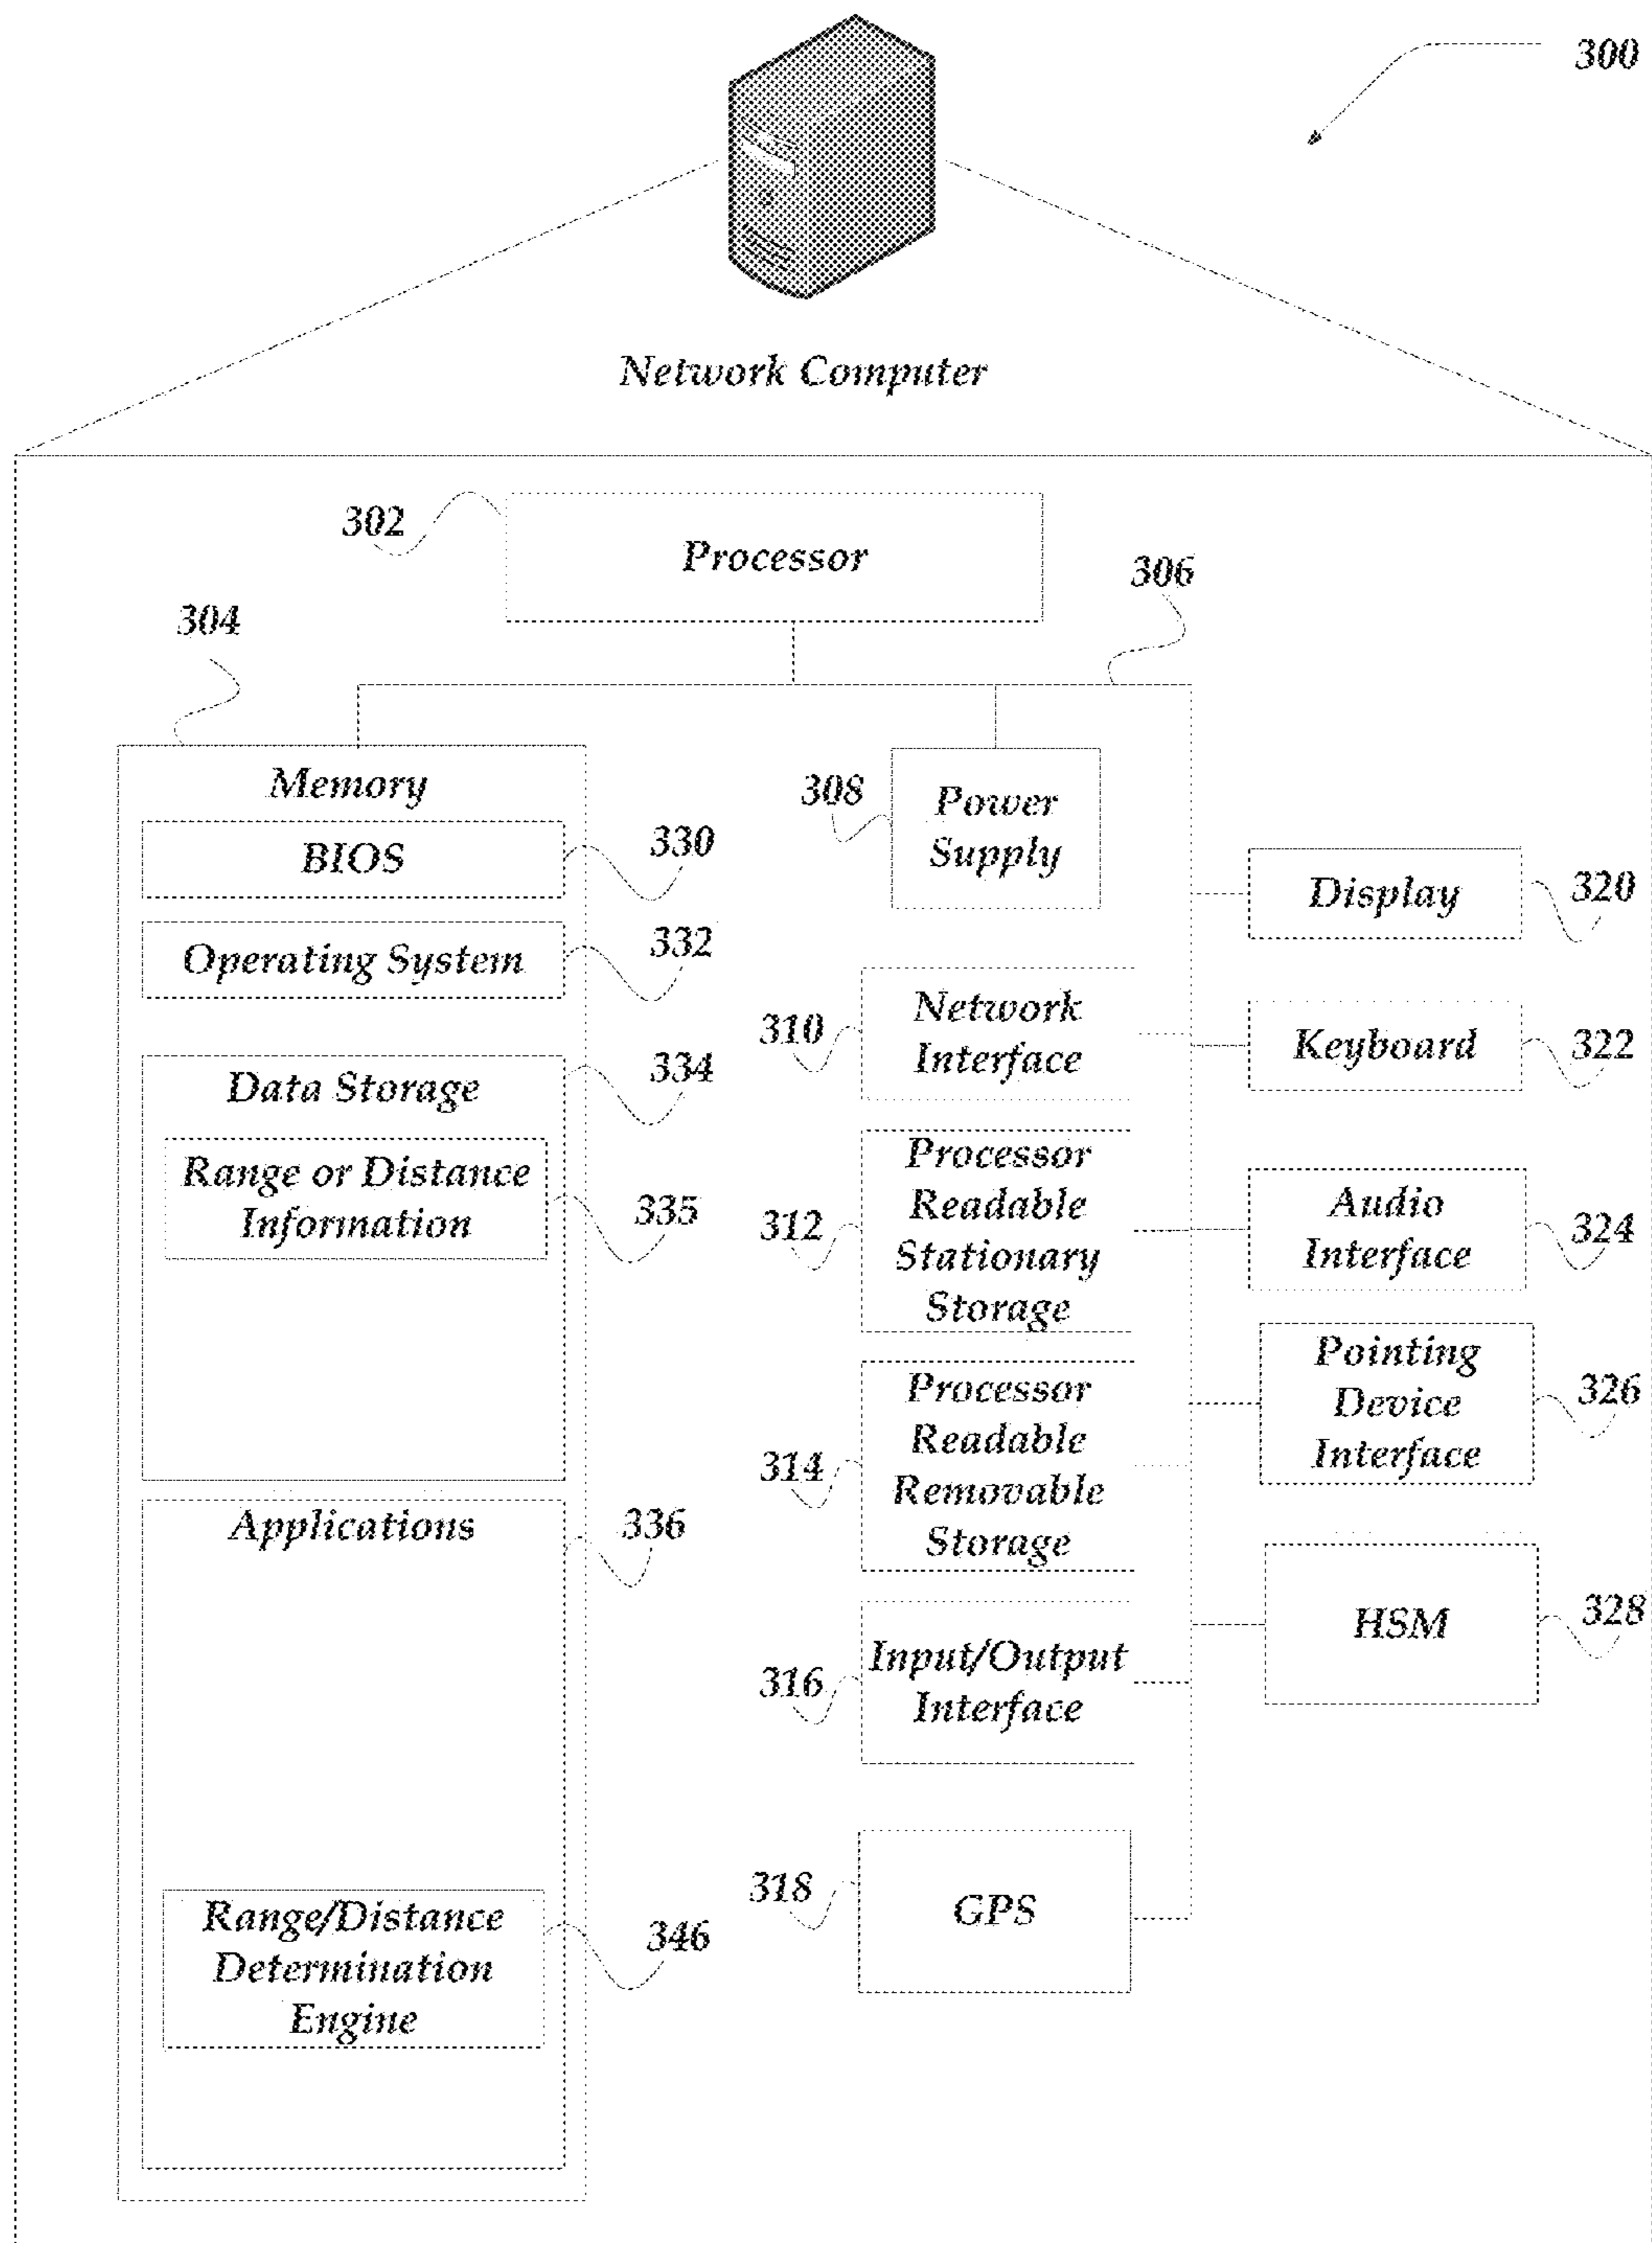 300
Network Computer
302
Processor
306
304
Memory
BIOS
330
Operating System
332
Data Storage
334
Range or Distance
Information
335
Applications
336
Range/Distance
Determination
Engine
346
308
Power
Supply
310
Network
Interface
312
Processor
Readable
Stationary
Storage
314
Processor
Readable
Removable
Storage
316
Input/Output
Interface
318
GPS
Display
320
Keyboard
322
Audio
Interface
324
Pointing
Device
Interface
326
HSM
328